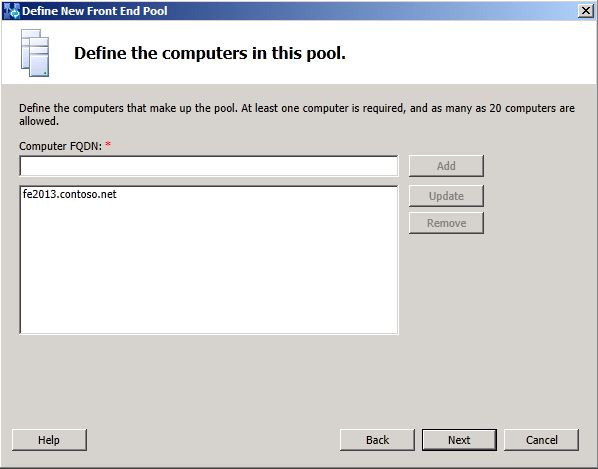 Define New Front End Pool
Define the computers in this pool.
Define the computers that make up the pool. At least one computer is required, and as many as 20 computers are
allowed.
Computer FQDN: *
Add
fe2013.contoso.net
Update
Remove
Help
Back
Next
Cancel